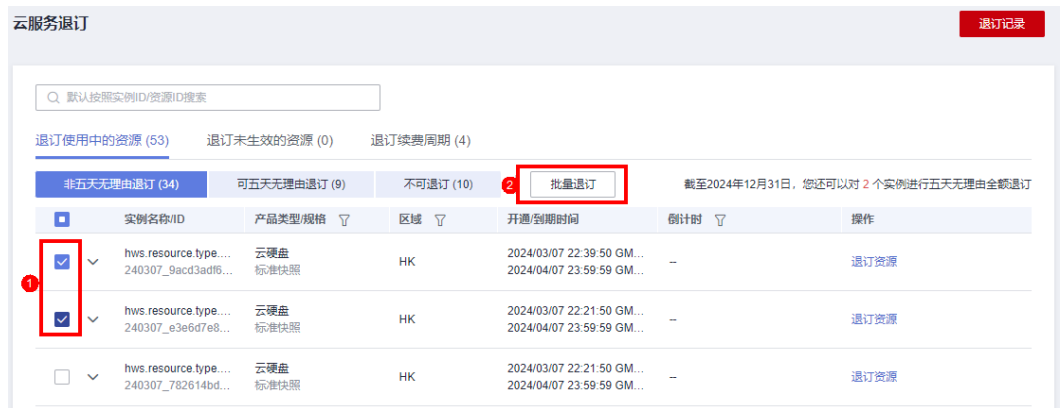 云服务退订
退订记录
默认按照实例ID/资源ID搜索
退订使用中的资源 (53) 退订未生效的资源 (0) 退订续费周期 (4)
非五天无理由退订 (34) 可五天无理由退订 (9) 不可退订 (10) 2 批量退订 截至2024年12月31日，您还可以对 2 个实例进行五天无理由全额退订
实例名称/ID 产品类型/规格 区域 开通/到期时间 倒计时 操作
hws.resource.type.... 云硬盘 2024/03/07 22:39:50 GM...
HK -- 退订资源
240307_9acd3adf6... 标准快照 2024/04/07 23:59:59 GM...
1
hws.resource.type.... 云硬盘 2024/03/07 22:21:50 GM...
HK -- 退订资源
240307_e3e6d7e8... 标准快照 2024/04/07 23:59:59 GM...
hws.resource.type.... 云硬盘 2024/03/07 22:21:50 GM...
HK -- 退订资源
240307_782614bd... 标准快照 2024/04/07 23:59:59 GM...